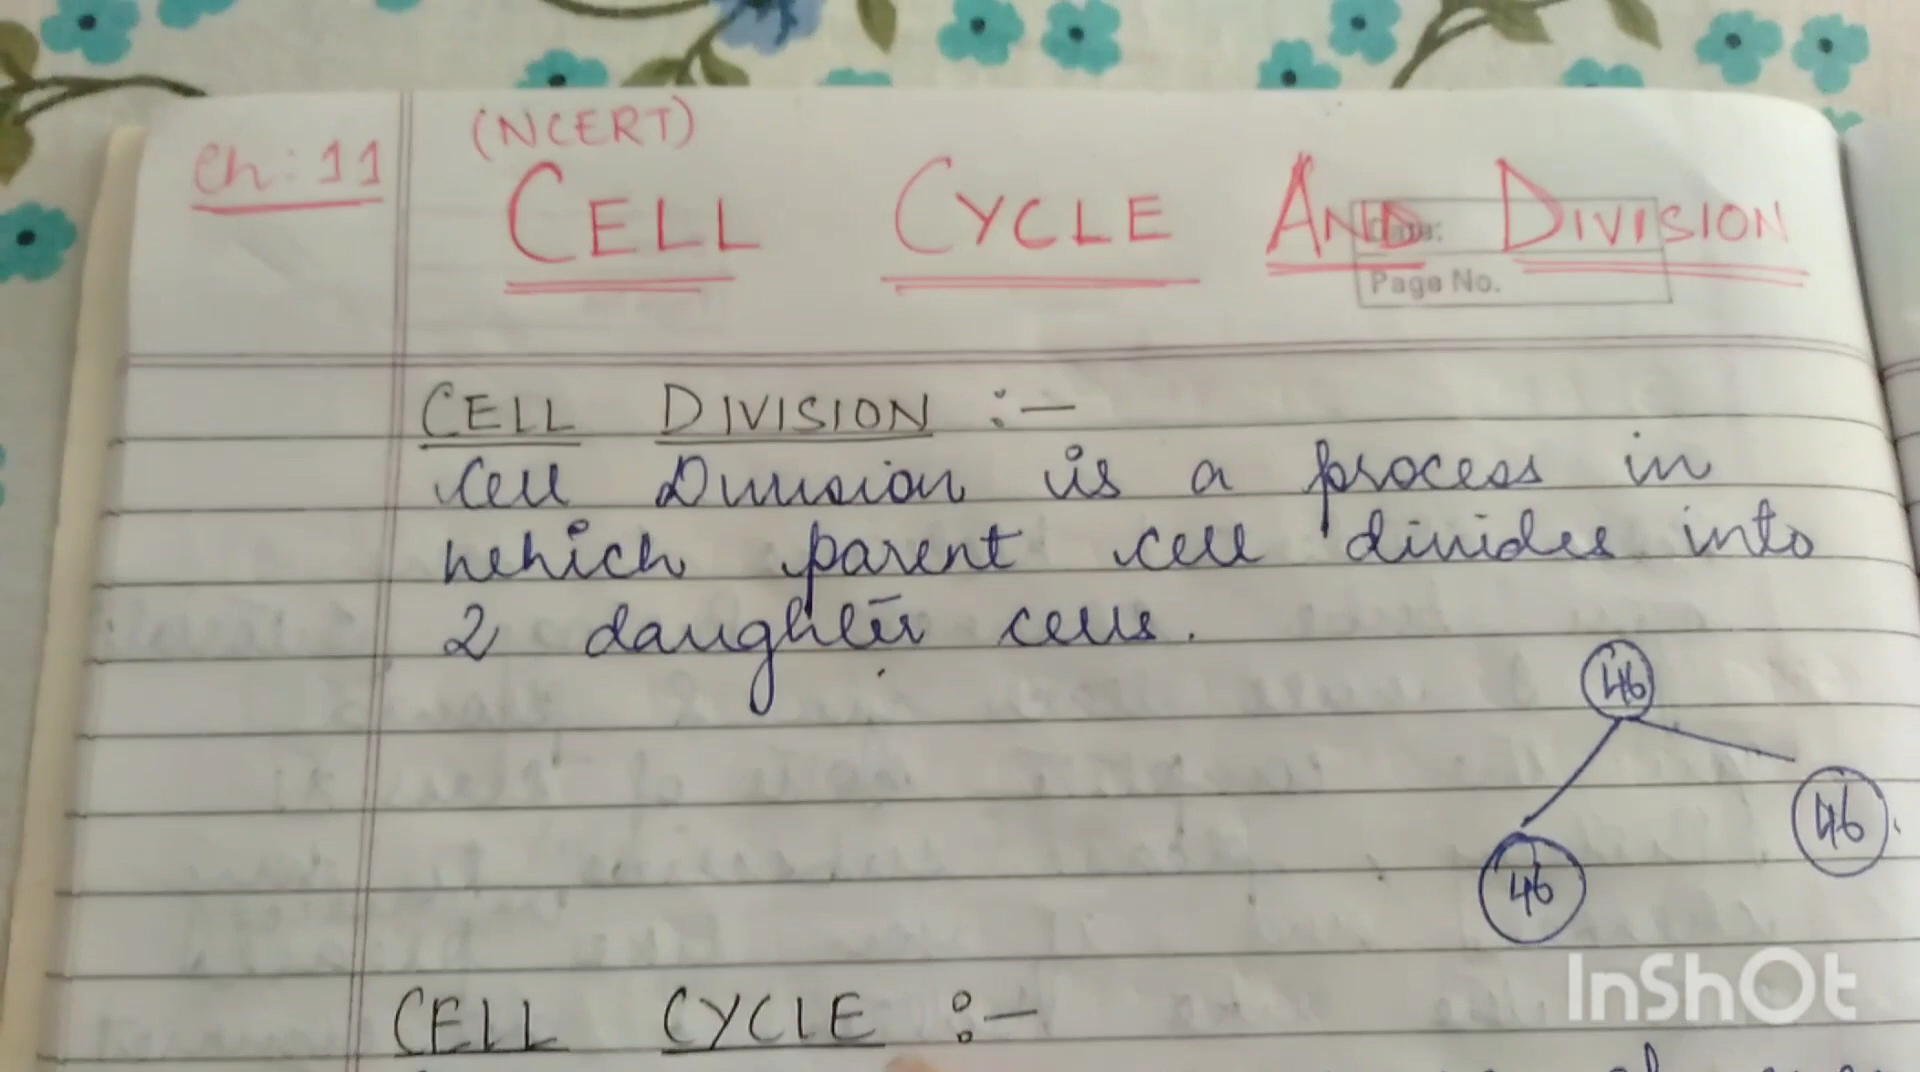 (NCERT)
Ch: 11
CELL CYCLE AND DIVISION
Date:
Page No.
CELL DIVISION :-
Cell Division is a process in
which parent cell divides into
2 daughter cells.
46
46
46
CELL CYCLE :-
InShOt